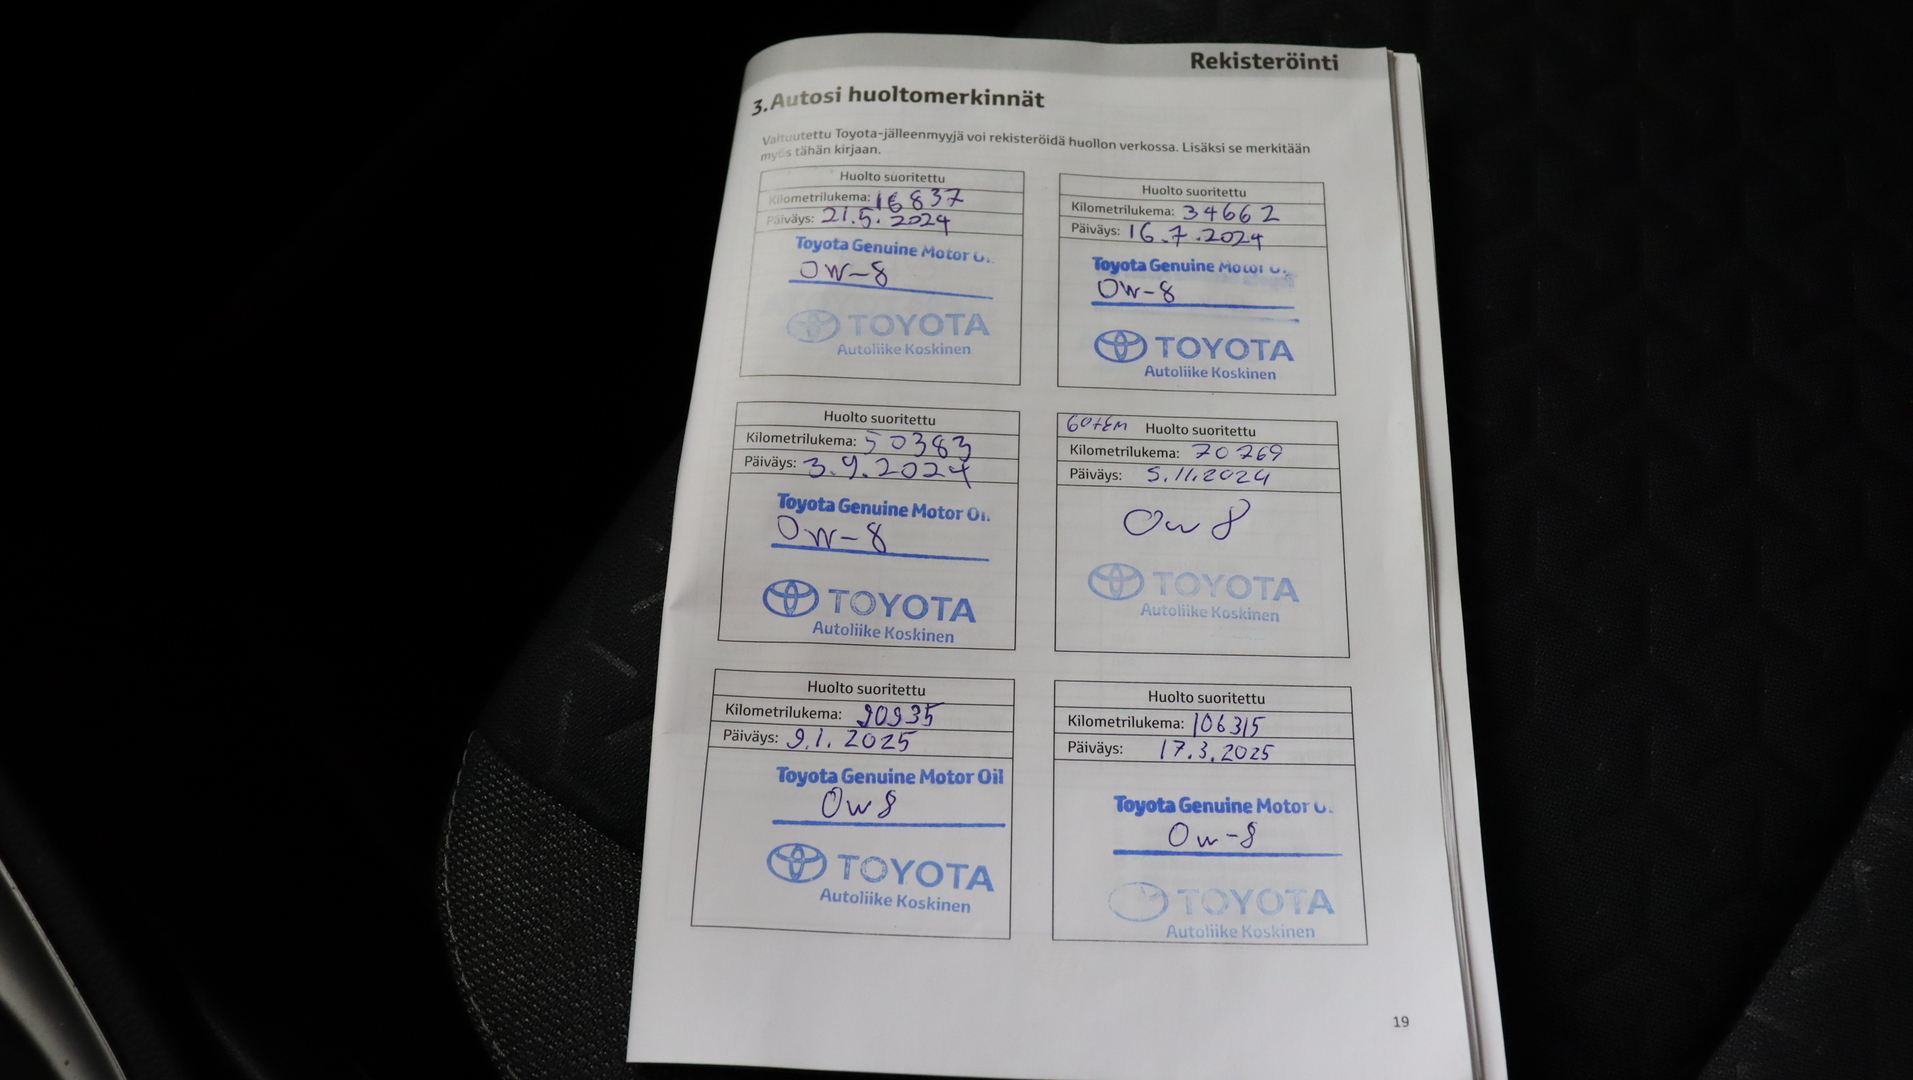 Rekisteröinti
3. Autosi huoltomerkinnät
Valtuutettu Toyota-jälleenmyyjä voi rekisteröidä huollon verkossa. Lisäksi se merkitään
myös tähän kirjaan.
Huolto suoritettu
Kilometrilukema: 16837
Päiväys: 21.5.2024
Toyota Genuine Motor O.
0W-8
TOYOTA
Autoliike Koskinen
Huolto suoritettu
Kilometrilukema: 34662
Päiväys: 16.7.2024
Toyota Genuine Motor O.
0W-8
TOYOTA
Autoliike Koskinen
Huolto suoritettu
Kilometrilukema: 50383
Päiväys: 3.9.2024
Toyota Genuine Motor Oi.
0W-8
TOYOTA
Autoliike Koskinen
60tkm Huolto suoritettu
Kilometrilukema: 70769
Päiväys: 5.11.2024
0w 8
TOYOTA
Autoliike Koskinen
Huolto suoritettu
Kilometrilukema: 90935
Päiväys: 9.1.2025
Toyota Genuine Motor Oil
0w8
TOYOTA
Autoliike Koskinen
Huolto suoritettu
Kilometrilukema: 106315
Päiväys: 17.3.2025
Toyota Genuine Motor O.
0w-8
TOYOTA
Autoliike Koskinen
19